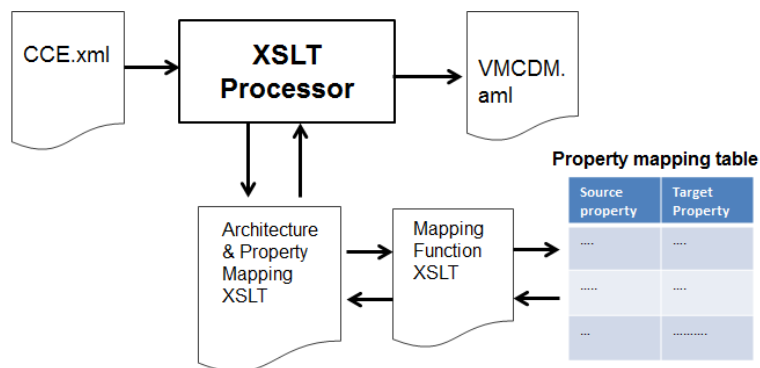 CCE.xml
XSLT
Processor
VMCDM.
aml
Property mapping table
Source
property
Target
Property
Architecture
& Property
Mapping
XSLT
Mapping
Function
XSLT
....
....
.....
....
...
..........